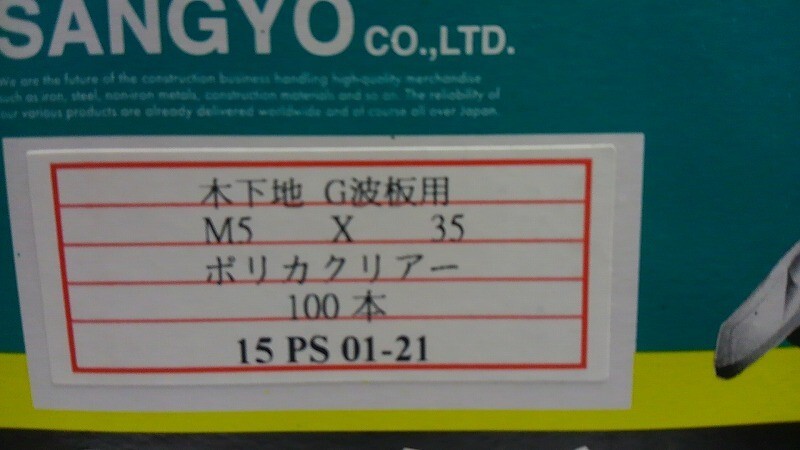 SANGYO CO.,LTD.
We are the future of the construction business handling high-quality merchandise
such as iron, steel, non-iron metals, construction materials and so on. The reliability of
our various products are already delivered worldwide and of course all over Japan.
木下地 G波板用
M5 X 35
ポリカクリアー
100 本
15 PS 01-21